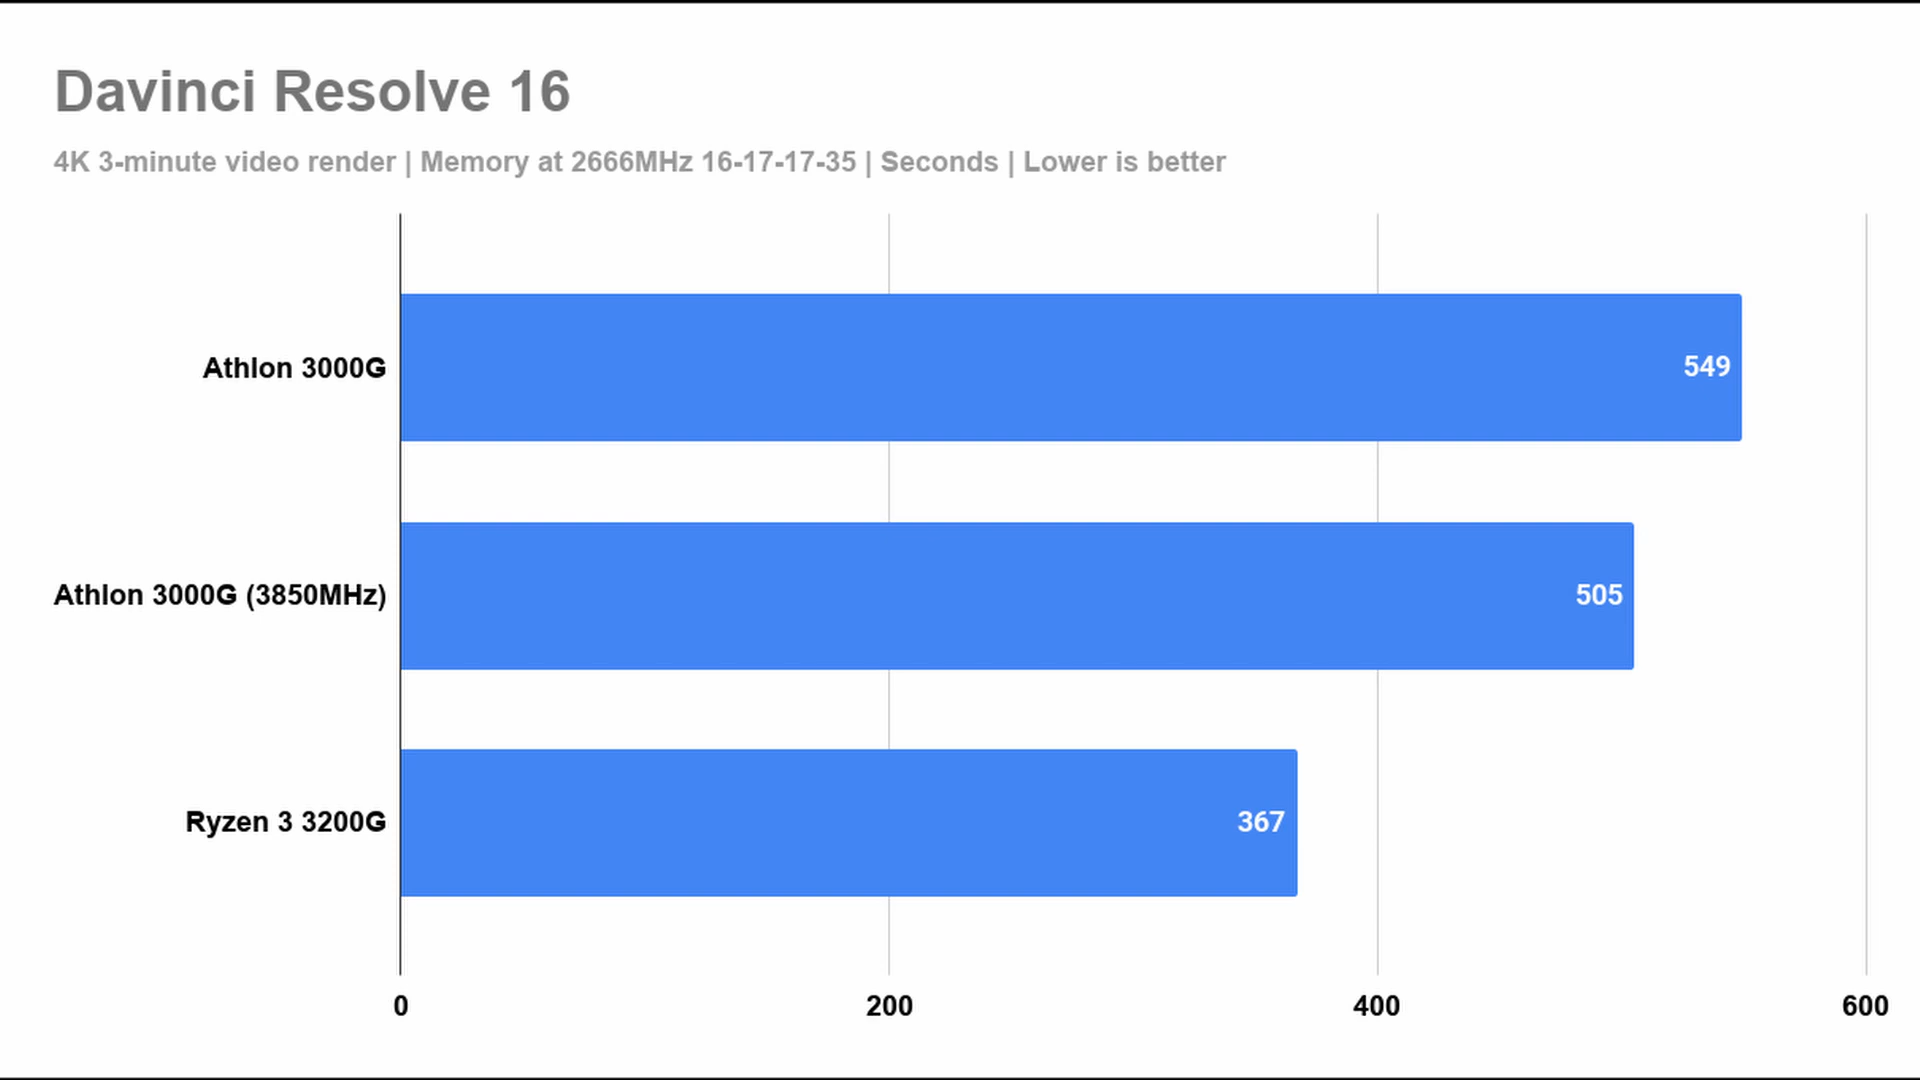 Davinci Resolve 16
4K 3-minute video render | Memory at 2666MHz 16-17-17-35 | Seconds | Lower is better
Athlon 3000G
549
Athlon 3000G (3850MHz)
505
Ryzen 3 3200G
367
0
200
400
600